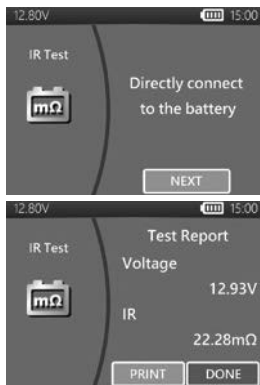 12.80V 15:00
IR Test
mΩ
Directly connect
to the battery
NEXT
12.80V 15:00
IR Test
mΩ
Test Report
Voltage
12.93V
IR
22.28mΩ
PRINT DONE